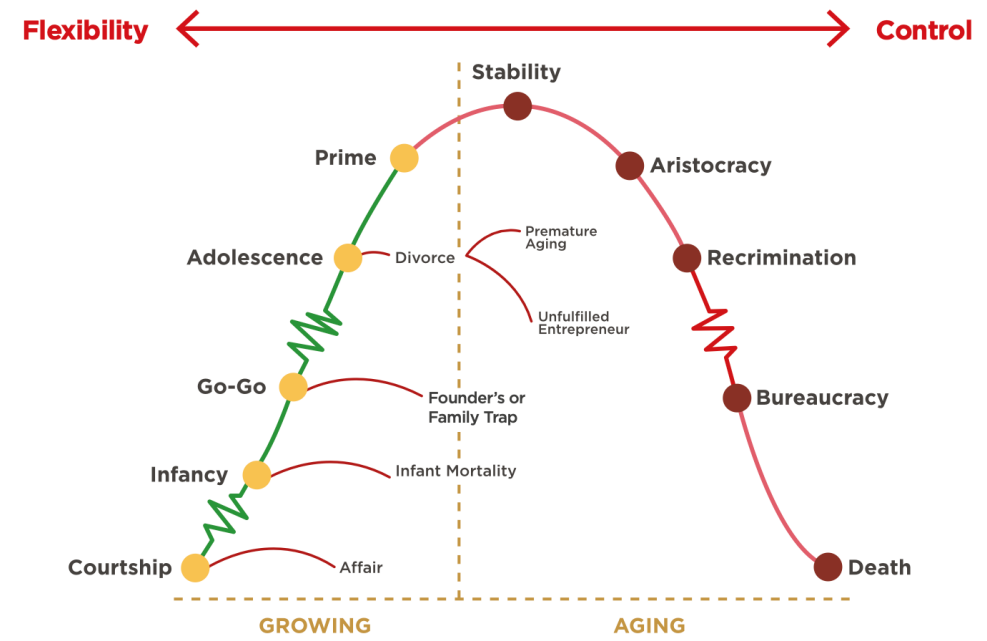 Flexibility
Control
Stability
Prime
Aristocracy
Premature
Aging
Adolescence
Divorce
Recrimination
Unfulfilled
Entrepreneur
Go-Go
Founder's or
Family Trap
Bureaucracy
Infancy
Infant Mortality
Courtship
Affair
Death
GROWING
AGING